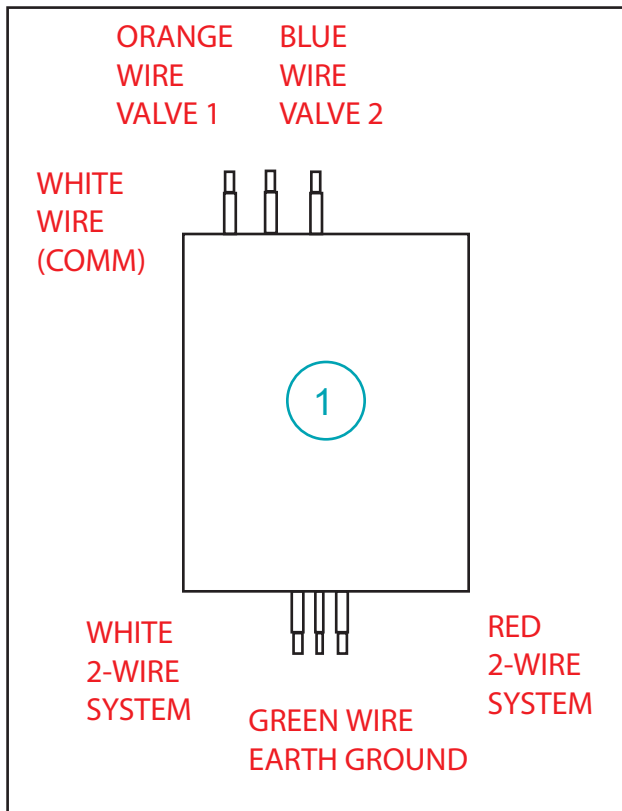 ORANGE
WIRE
VALVE 1
BLUE
WIRE
VALVE 2
WHITE
WIRE
(COMM)
1
WHITE
2-WIRE
SYSTEM
GREEN WIRE
EARTH GROUND
RED
2-WIRE
SYSTEM